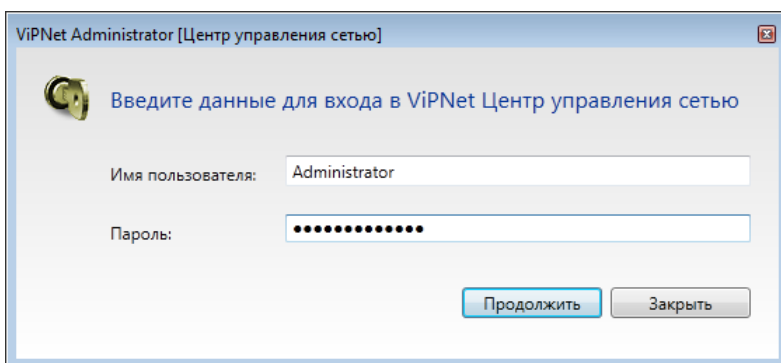 ViPNet Administrator [Центр управления сетью]
Введите данные для входа в ViPNet Центр управления сетью
Имя пользователя: Administrator
Пароль: •••••••••••••
Продолжить Закрыть